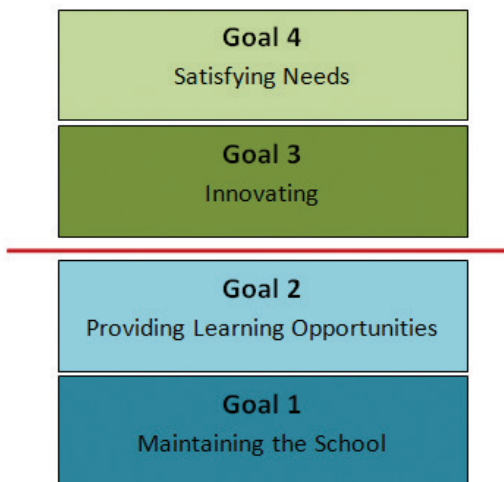 Goal 4
Satisfying Needs
Goal 3
Innovating
Goal 2
Providing Learning Opportunities
Goal 1
Maintaining the School